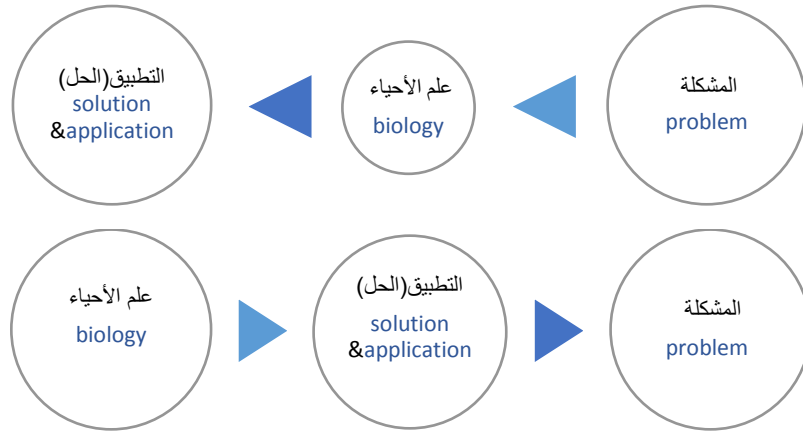 المشكلة
problem
علم الأحياء
biology
التطبيق(الحل)
solution
&application
علم الأحياء
biology
التطبيق(الحل)
solution
&application
المشكلة
problem